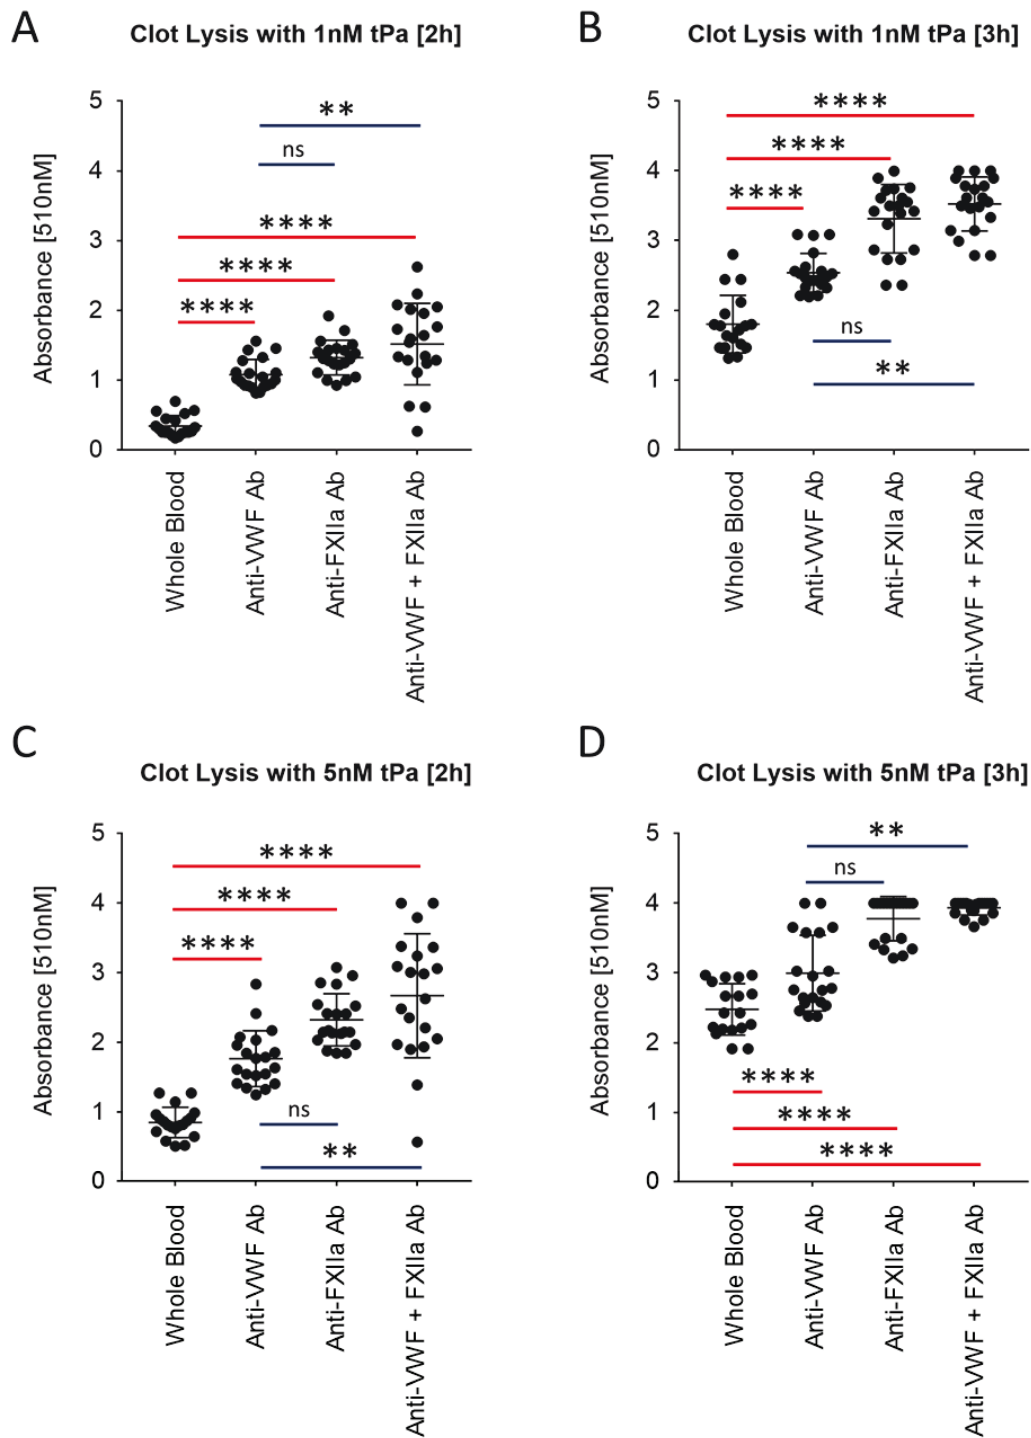 A
Clot Lysis with 1nM tPa [2h]
Absorbance [510nM]
5
4
3
2
1
0
**
ns
****
****
****
Whole Blood
Anti-VWF Ab
Anti-FXIIa Ab
Anti-VWF + FXIIa Ab
B
Clot Lysis with 1nM tPa [3h]
Absorbance [510nM]
5
4
3
2
1
0
****
****
****
ns
**
Whole Blood
Anti-VWF Ab
Anti-FXIIa Ab
Anti-VWF + FXIIa Ab
C
Clot Lysis with 5nM tPa [2h]
Absorbance [510nM]
5
4
3
2
1
0
****
****
****
ns
**
Whole Blood
Anti-VWF Ab
Anti-FXIIa Ab
Anti-VWF + FXIIa Ab
D
Clot Lysis with 5nM tPa [3h]
Absorbance [510nM]
5
4
3
2
1
0
**
ns
****
****
****
Whole Blood
Anti-VWF Ab
Anti-FXIIa Ab
Anti-VWF + FXIIa Ab